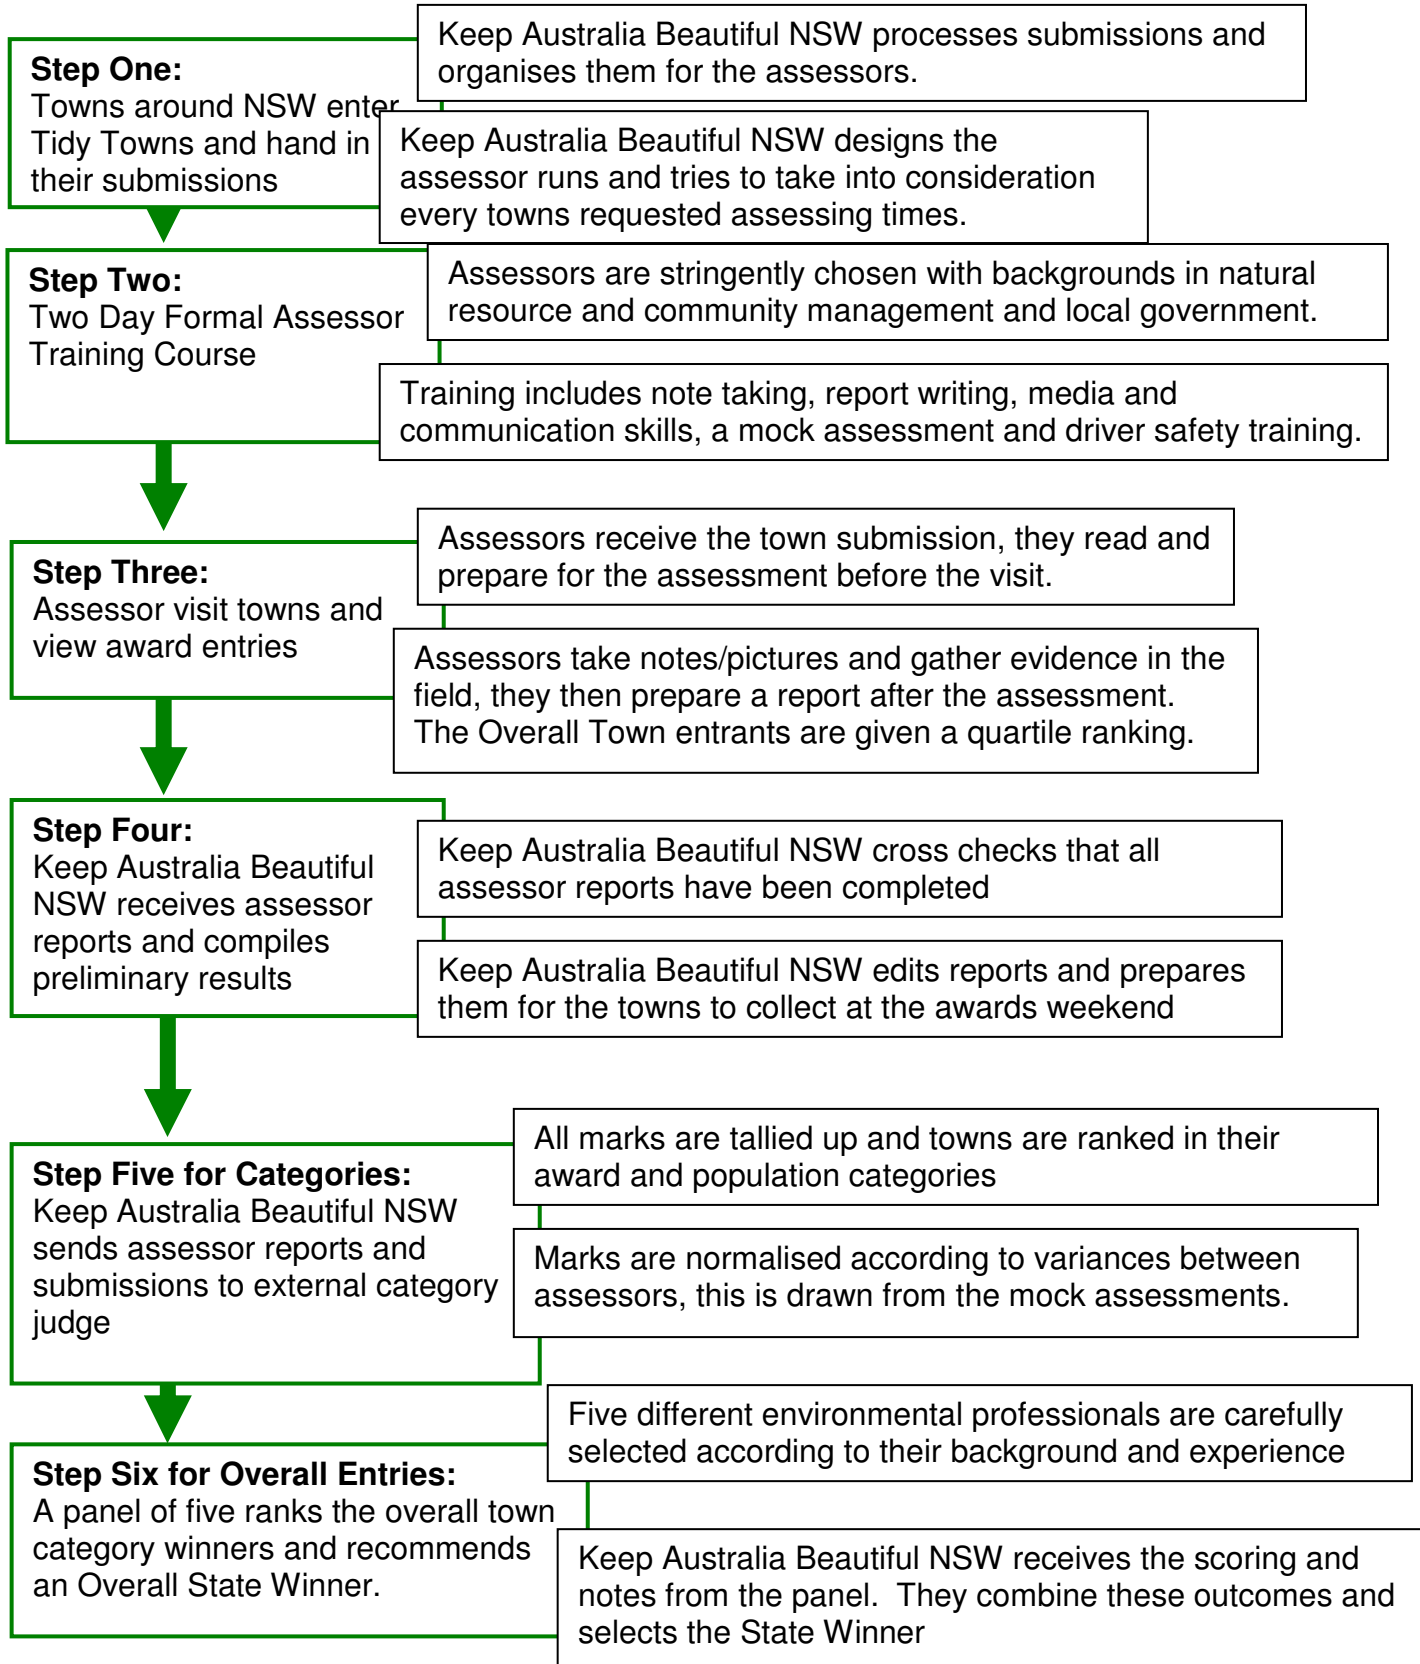 Step One:
Towns around NSW enter
Tidy Towns and hand in
their submissions
Keep Australia Beautiful NSW processes submissions and
organises them for the assessors.
Keep Australia Beautiful NSW designs the
assessor runs and tries to take into consideration
every towns requested assessing times.
Step Two:
Two Day Formal Assessor
Training Course
Assessors are stringently chosen with backgrounds in natural
resource and community management and local government.
Training includes note taking, report writing, media and
communication skills, a mock assessment and driver safety training.
Step Three:
Assessor visit towns and
view award entries
Assessors receive the town submission, they read and
prepare for the assessment before the visit.
Assessors take notes/pictures and gather evidence in the
field, they then prepare a report after the assessment.
The Overall Town entrants are given a quartile ranking.
Step Four:
Keep Australia Beautiful
NSW receives assessor
reports and compiles
preliminary results
Keep Australia Beautiful NSW cross checks that all
assessor reports have been completed
Keep Australia Beautiful NSW edits reports and prepares
them for the towns to collect at the awards weekend
Step Five for Categories:
Keep Australia Beautiful NSW
sends assessor reports and
submissions to external category
judge
All marks are tallied up and towns are ranked in their
award and population categories
Marks are normalised according to variances between
assessors, this is drawn from the mock assessments.
Step Six for Overall Entries:
A panel of five ranks the overall town
category winners and recommends
an Overall State Winner.
Five different environmental professionals are carefully
selected according to their background and experience
Keep Australia Beautiful NSW receives the scoring and
notes from the panel.  They combine these outcomes and
selects the State Winner